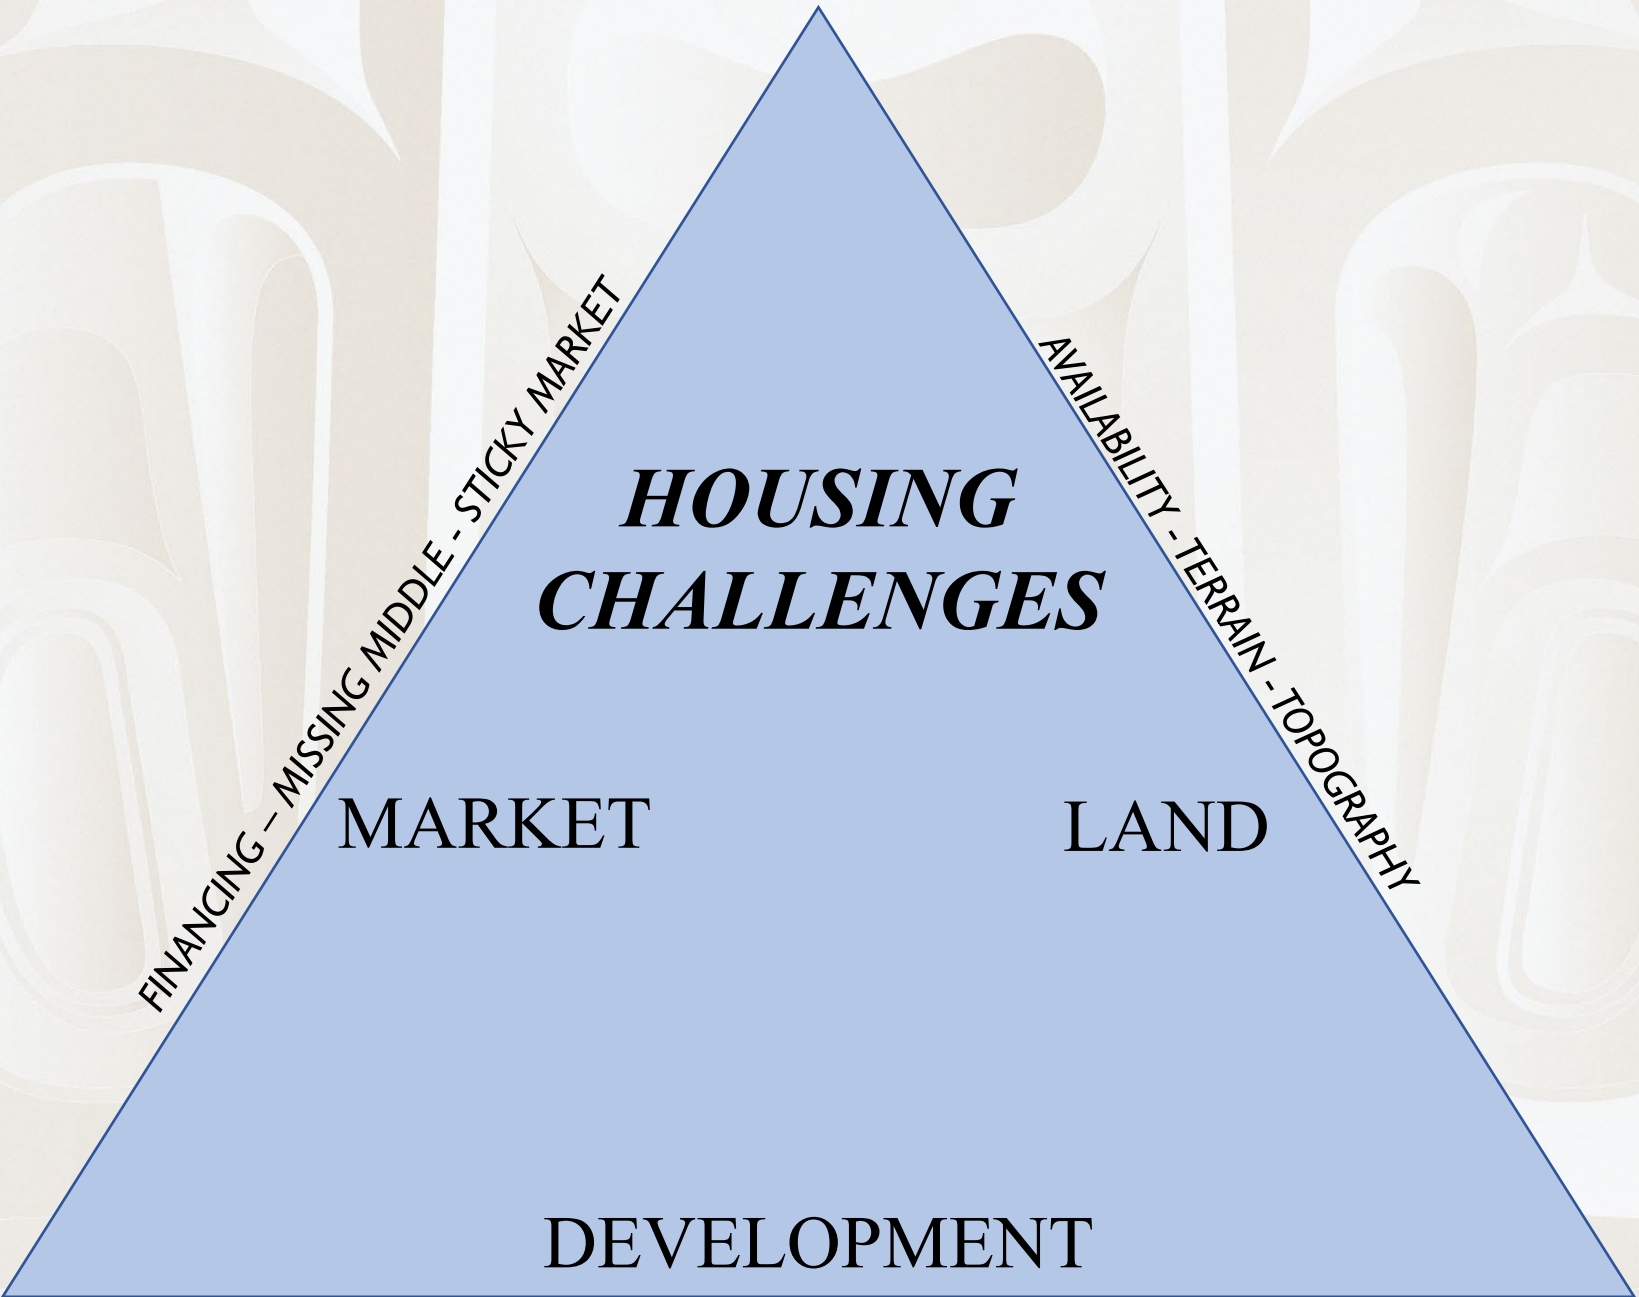 FINANCING – MISSING MIDDLE - STICKY MARKET
AVAILABILITY - TERRAIN - TOPOGRAPHY
HOUSING
CHALLENGES
MARKET
LAND
DEVELOPMENT